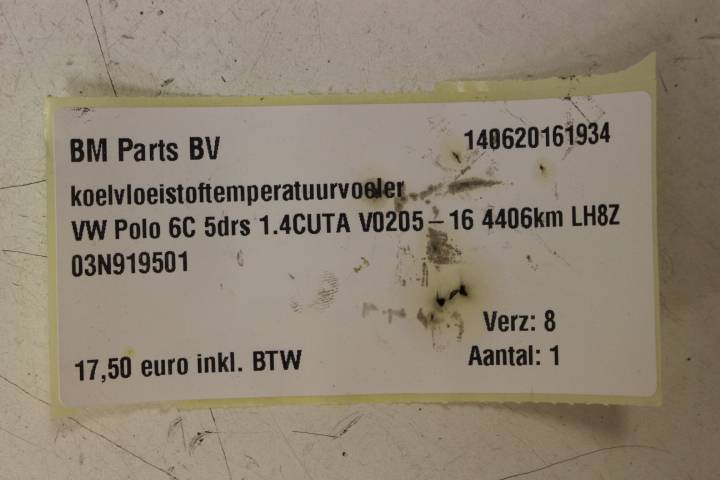 BM Parts BV 140620161934
koelvloeistoftemperatuurvoeler
VW Polo 6C 5drs 1.4CUTA V0205-16 4406km LH8Z
03N919501
Verz: 8
17,50 euro inkl. BTW Aantal: 1